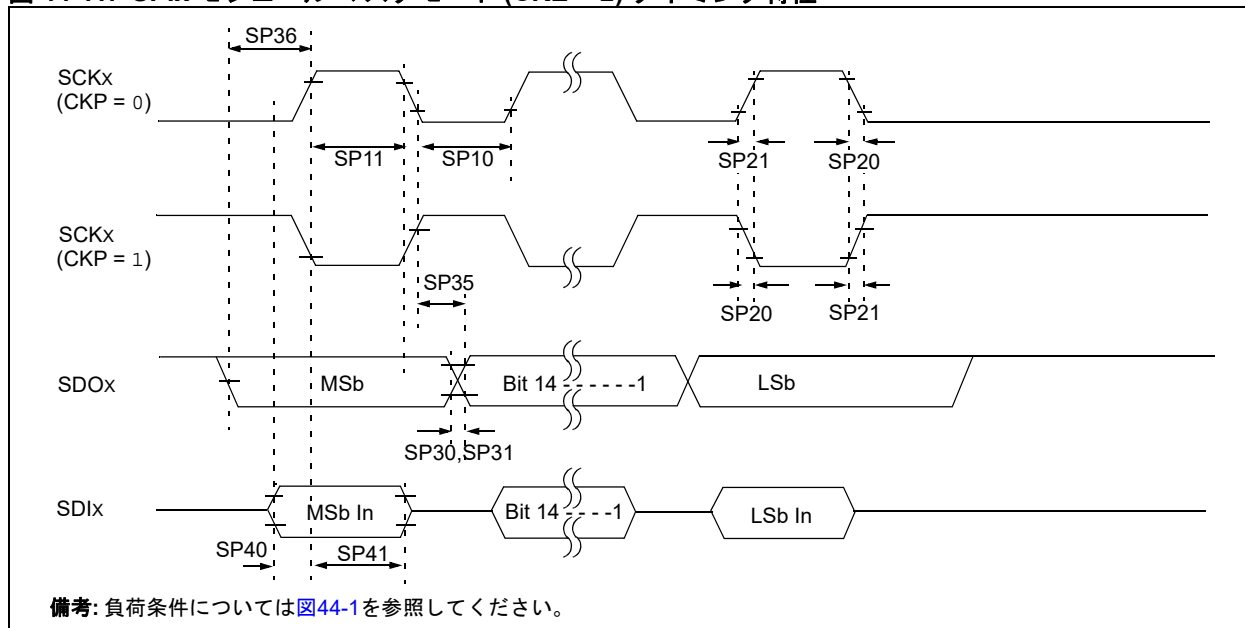 SP36
SCKx
(CKP = 0)
SP11
SP10
SP21
SP20
SCKx
(CKP = 1)
SP35
SP20
SP21
SDOx
MSb
Bit 14 - - - - - -1
LSb
SP30,SP31
SDIx
MSb In
Bit 14 - - - - -1
LSb In
SP40
SP41
備考: 負荷条件については図44-1を参照してください。